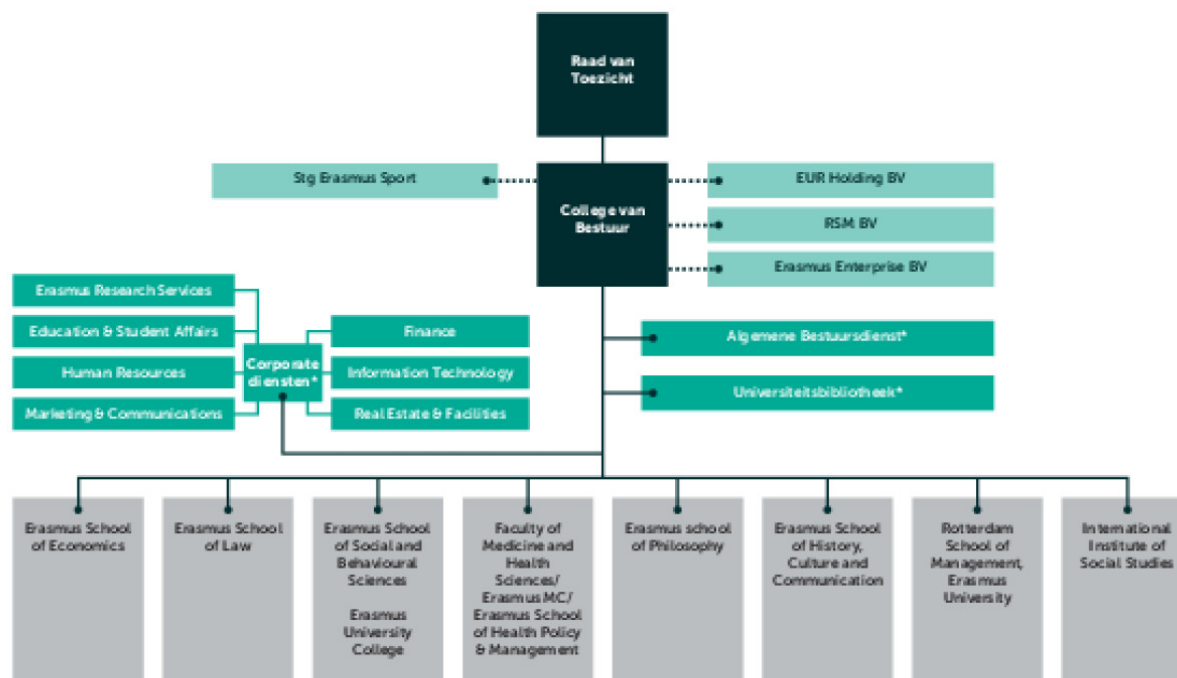 Raad van
Toezicht
Stg Erasmus Sport
College van
Bestuur
EUR Holding BV
RSM BV
Erasmus Enterprise BV
Erasmus Research Services
Education & Student Affairs
Human Resources
Marketing & Communications
Corporate
diensten*
Finance
Information Technology
Real Estate & Facilities
Algemene Bestuursdienst*
Universiteitsbibliotheek*
Erasmus School
of Economics
Erasmus School
of Law
Erasmus School
of Social and
Behavioural
Sciences
Erasmus
University
College
Faculty of
Medicine and
Health
Sciences/
Erasmus MC/
Erasmus School
of Health Policy
& Management
Erasmus school
of Philosophy
Erasmus School
of History,
Culture and
Communication
Rotterdam
School of
Management,
Erasmus
University
International
Institute of
Social Studies